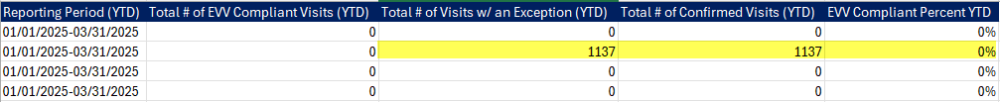 Reporting Period (YTD) Total # of EVV Compliant Visits (YTD) Total # of Visits w/ an Exception (YTD) Total # of Confirmed Visits (YTD) EVV Compliant Percent YTD
01/01/2025-03/31/2025 0 0 0 0%
01/01/2025-03/31/2025 0 1137 1137 0%
01/01/2025-03/31/2025 0 0 0 0%
01/01/2025-03/31/2025 0 0 0 0%